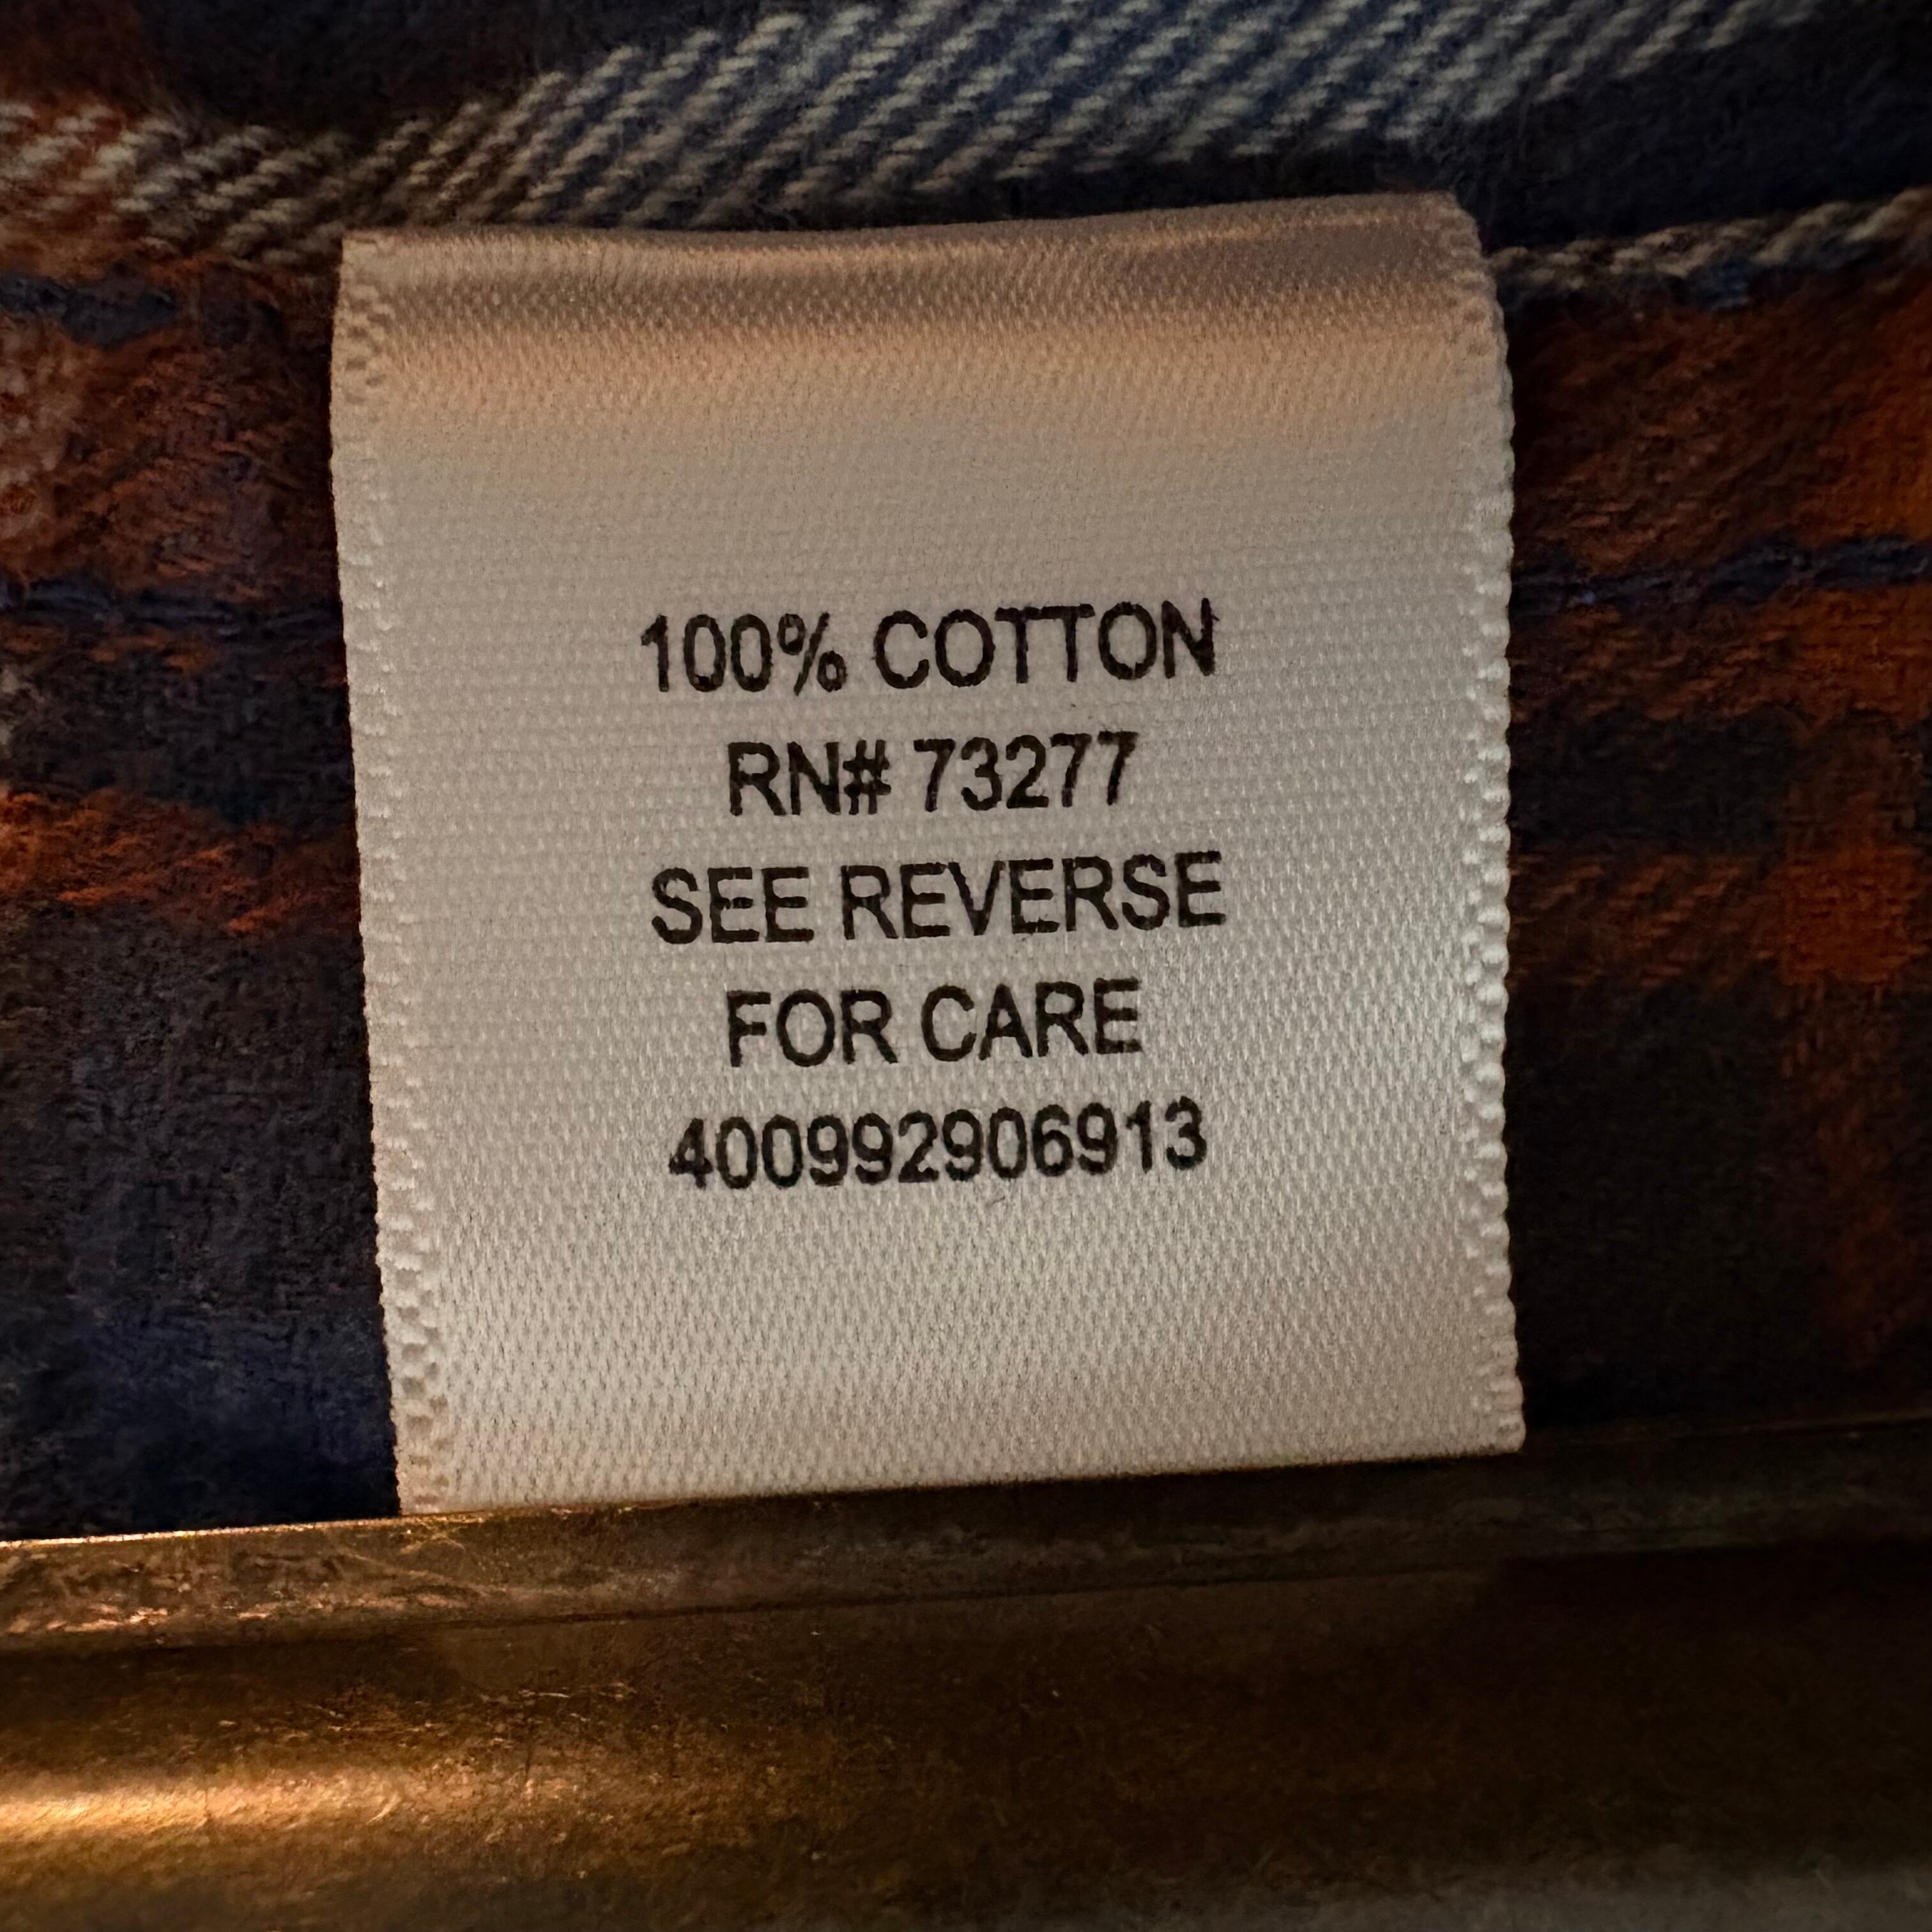 100% COTTON
RN# 73277
SEE REVERSE
FOR CARE
400992906913